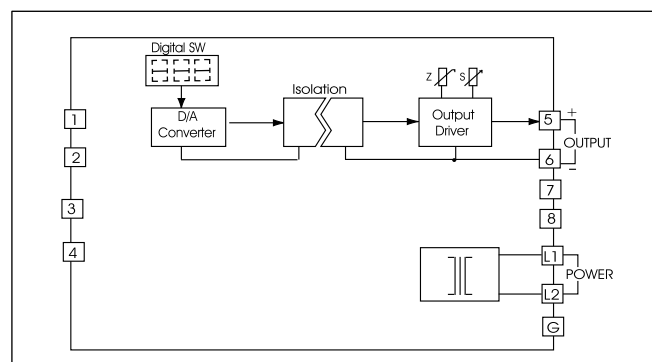 Digital SW
Isolation
Z
S
D/A
Converter
Output
Driver
1
2
3
4
5
+
OUTPUT
6
-
7
8
L1
POWER
L2
G